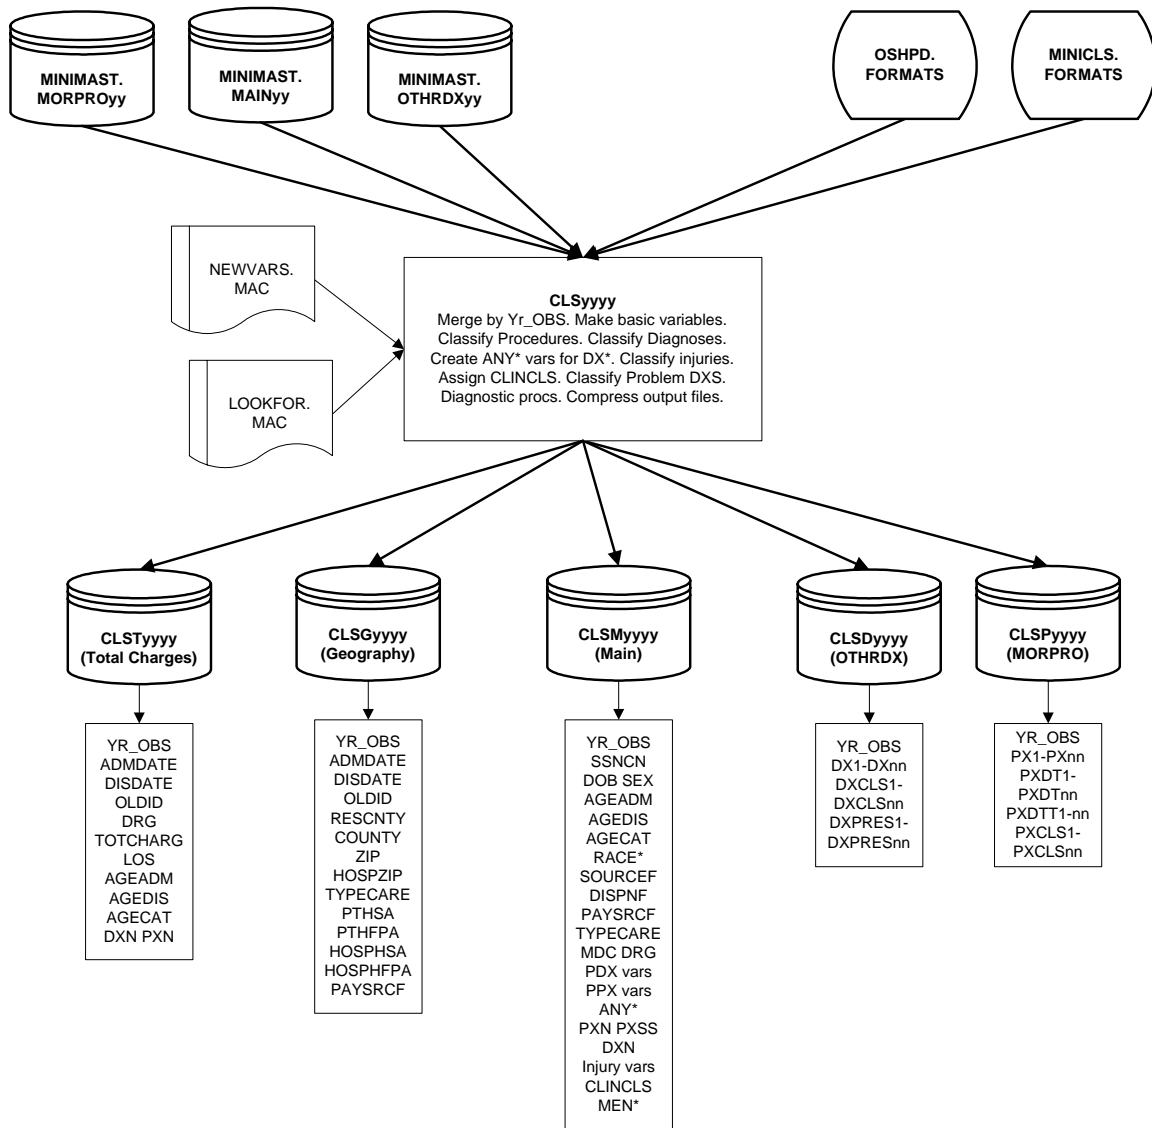 MINIMAST.
MORPROyy
MINIMAST.
MAINyy
MINIMAST.
OTHRDXyy
OSHPD.
FORMATS
MINICLS.
FORMATS
NEWVARS.
MAC
LOOKFOR.
MAC
CLSyyyy
Merge by Yr_OBS. Make basic variables.
Classify Procedures. Classify Diagnoses.
Create ANY* vars for DX*. Classify injuries.
Assign CLINCLS. Classify Problem DXS.
Diagnostic procs. Compress output files.
CLSTyyyy
(Total Charges)
CLSGyyyy
(Geography)
CLSMyyyy
(Main)
CLSDyyyy
(OTHRDX)
CLSPyyyy
(MORPRO)
YR_OBS
ADMDATE
DISDATE
OLDID
DRG
TOTCHARG
LOS
AGEADM
AGEDIS
AGECAT
DXN PXN
YR_OBS
ADMDATE
DISDATE
OLDID
RESCNTY
COUNTY
ZIP
HOSPZIP
TYPECARE
PTHSA
PTHFPA
HOSPHSA
HOSPHFPA
PAYSRCF
YR_OBS
SSNCN
DOB SEX
AGEADM
AGEDIS
AGECAT
RACE*
SOURCEF
DISPNF
PAYSRCF
TYPECARE
MDC DRG
PDX vars
PPX vars
ANY*
PXN PXSS
DXN
Injury vars
CLINCLS
MEN*
YR_OBS
DX1-DXnn
DXCLS1-
DXCLSnn
DXPRES1-
DXPRESnn
YR_OBS
PX1-PXnn
PXDT1-
PXDTnn
PXDTT1-nn
PXCLS1-
PXCLSnn